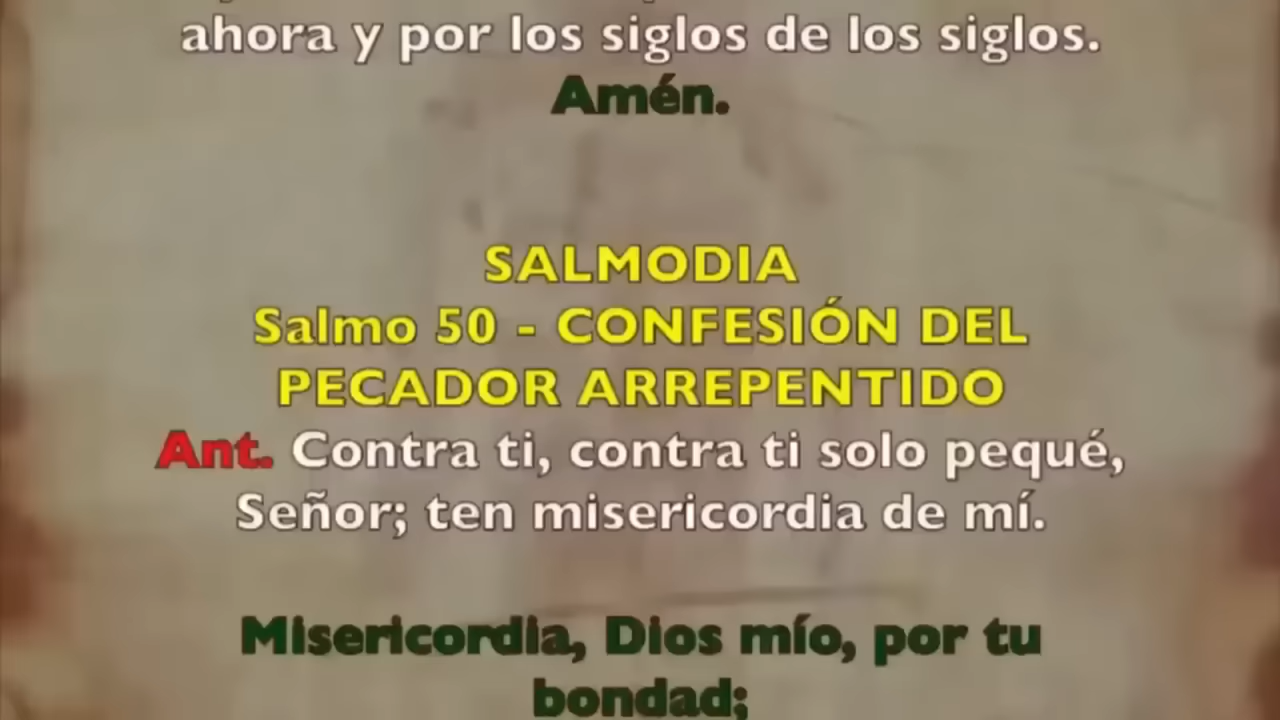 ahora y por los siglos de los siglos.
Amén.
SALMODIA
Salmo 50 - CONFESIÓN DEL
PECADOR ARREPENTIDO
Ant. Contra ti, contra ti solo pequé,
Señor; ten misericordia de mí.
Misericordia, Dios mío, por tu
bondad;